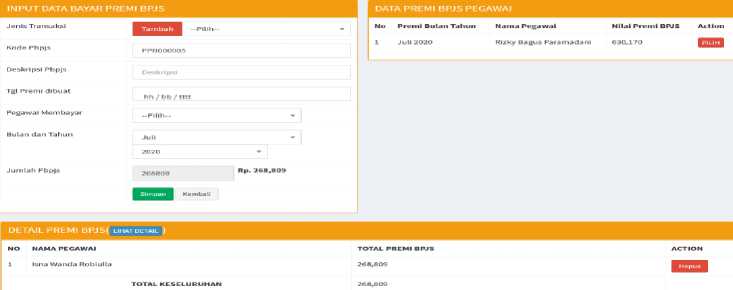 INPUT DATA BAYAR PREMI BPJS
Jenis Transaksi
Tambah
--Pilih--
Kode Pbpjs
PPB000005
Deskripsi Pbpjs
Deskripsi
Tgl Premi dibuat
hh / bb / tttt
Pegawai Membayar
--Pilih--
Bulan dan Tahun
Juli
2020
Jumlah Pbpjs
268809
Rp. 268,809
Simpan
Kembali
DATA PREMI BPJS PEGAWAI
No Premi Bulan Tahun Nama Pegawai Nilai Premi BPJS Action
1 Juli 2020 Rizky Bagus Paramadani 630,170 PILIH
DETAIL PREMI BPJS( LIHAT DETAIL )
NO NAMA PEGAWAI TOTAL PREMI BPJS ACTION
1 Isna Wanda Robiulla 268,809 Hapus
TOTAL KESELURUHAN 268,809